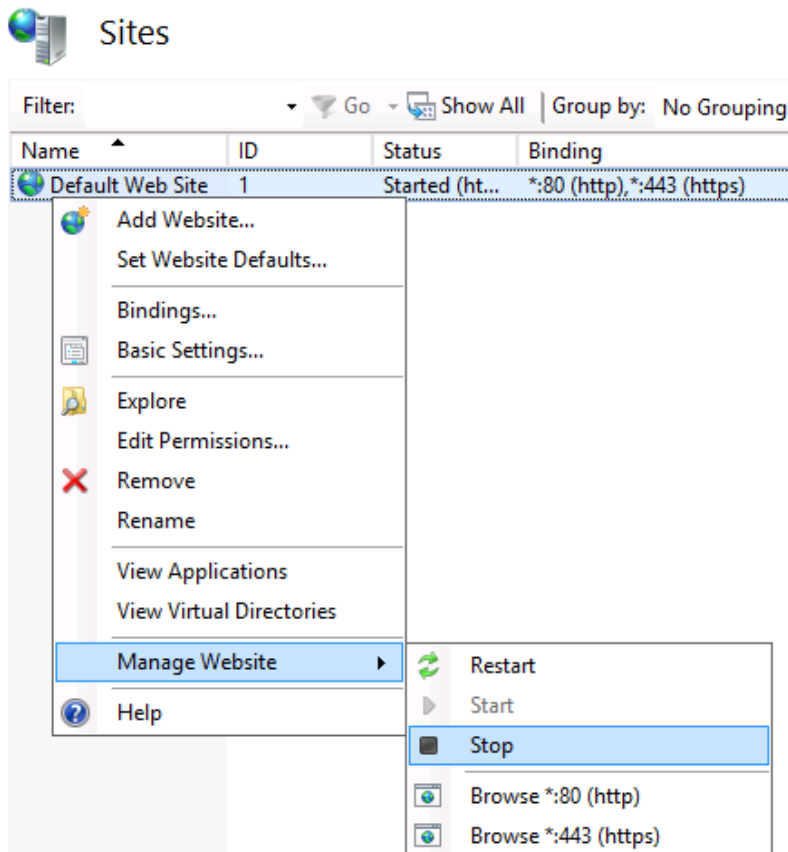 Sites
Filter: Go Show All Group by: No Grouping
Name ID Status Binding
Default Web Site 1 Started (ht... *:80 (http),*:443 (https)
Add Website...
Set Website Defaults...
Bindings...
Basic Settings...
Explore
Edit Permissions...
Remove
Rename
View Applications
View Virtual Directories
Manage Website
Restart
Help
Start
Stop
Browse *:80 (http)
Browse *:443 (https)